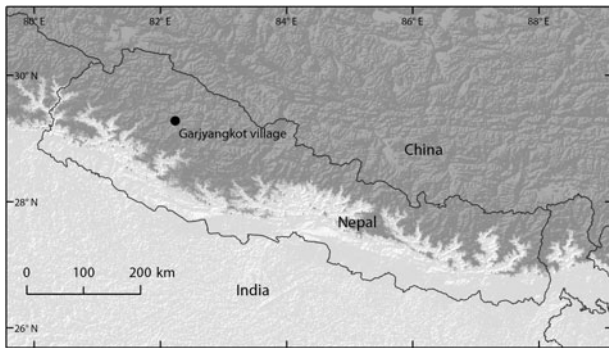 80° E 82° E 84° E 86° E 88° E
30° N
Garjyangkot village
China
28° N
Nepal
0 100 200 km
India
26° N